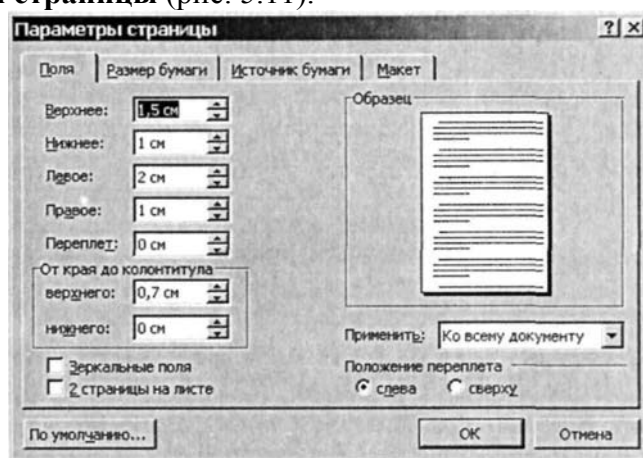 страницы (рис. 3.11).
Параметры страницы
Поля Размер бумаги Источник бумаги Макет
Верхнее: 1,5 см
Нижнее: 1 см
Левое: 2 см
Правое: 1 см
Переплет: 0 см
От края до колонтитула
верхнего: 0,7 см
нижнего: 0 см
Зеркальные поля
2 страницы на листе
Образец
Применить: Ко всему документу
Положение переплета
слева сверху
По умолчанию... ОК Отмена